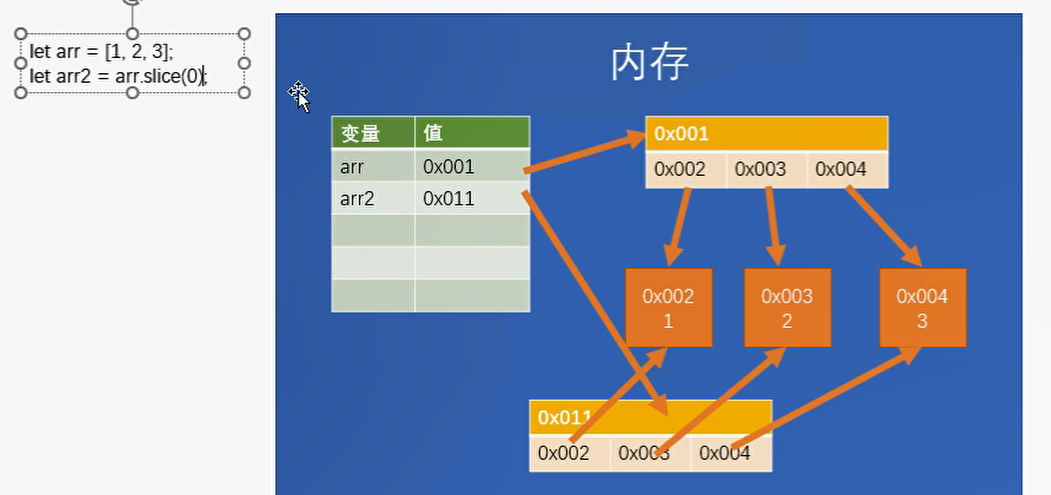 let arr = [1, 2, 3];
let arr2 = arr.slice(0);
内存
变量 值
arr 0x001
arr2 0x011
0x001
0x002 0x003 0x004
0x002
1
0x003
2
0x004
3
0x011
0x002 0x003 0x004